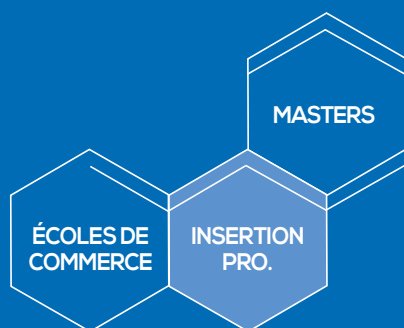 MASTERS
ÉCOLES DE
COMMERCE
INSERTION
PRO.